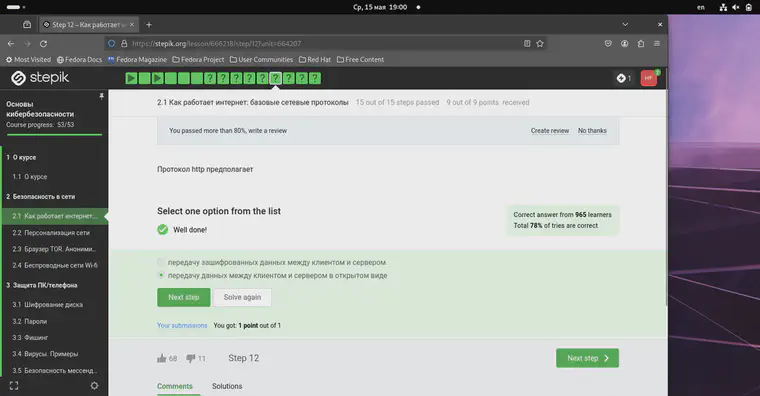 Ср, 15 мая 19:00
en
Step 12 – Как работает ин
https://stepik.org/lesson/666218/step/12?unit=664207
Most Visited Fedora Docs Fedora Magazine Fedora Project User Communities Red Hat Free Content
stepik
1
Основы кибербезопасности
Course progress: 53/53
2.1 Как работает интернет: базовые сетевые протоколы 15 out of 15 steps passed 9 out of 9 points received
You passed more than 80%, write a review Create review No thanks
1 О курсе
1.1 О курсе
2 Безопасность в сети
2.1 Как работает интернет:...
2.2 Персонализация сети
2.3 Браузер TOR. Анонимн...
2.4 Беспроводные сети Wi-fi
3 Защита ПК/телефона
3.1 Шифрование диска
3.2 Пароли
3.3 Фишинг
3.4 Вирусы. Примеры
3.5 Безопасность мессенд...
Протокол http предполагает
Select one option from the list
Well done!
Correct answer from 965 learners
Total 78% of tries are correct
передачу зашифрованных данных между клиентом и сервером
передачу данных между клиентом и сервером в открытом виде
Next step Solve again
Your submissions You got: 1 point out of 1
68 11 Step 12 Next step
Comments Solutions